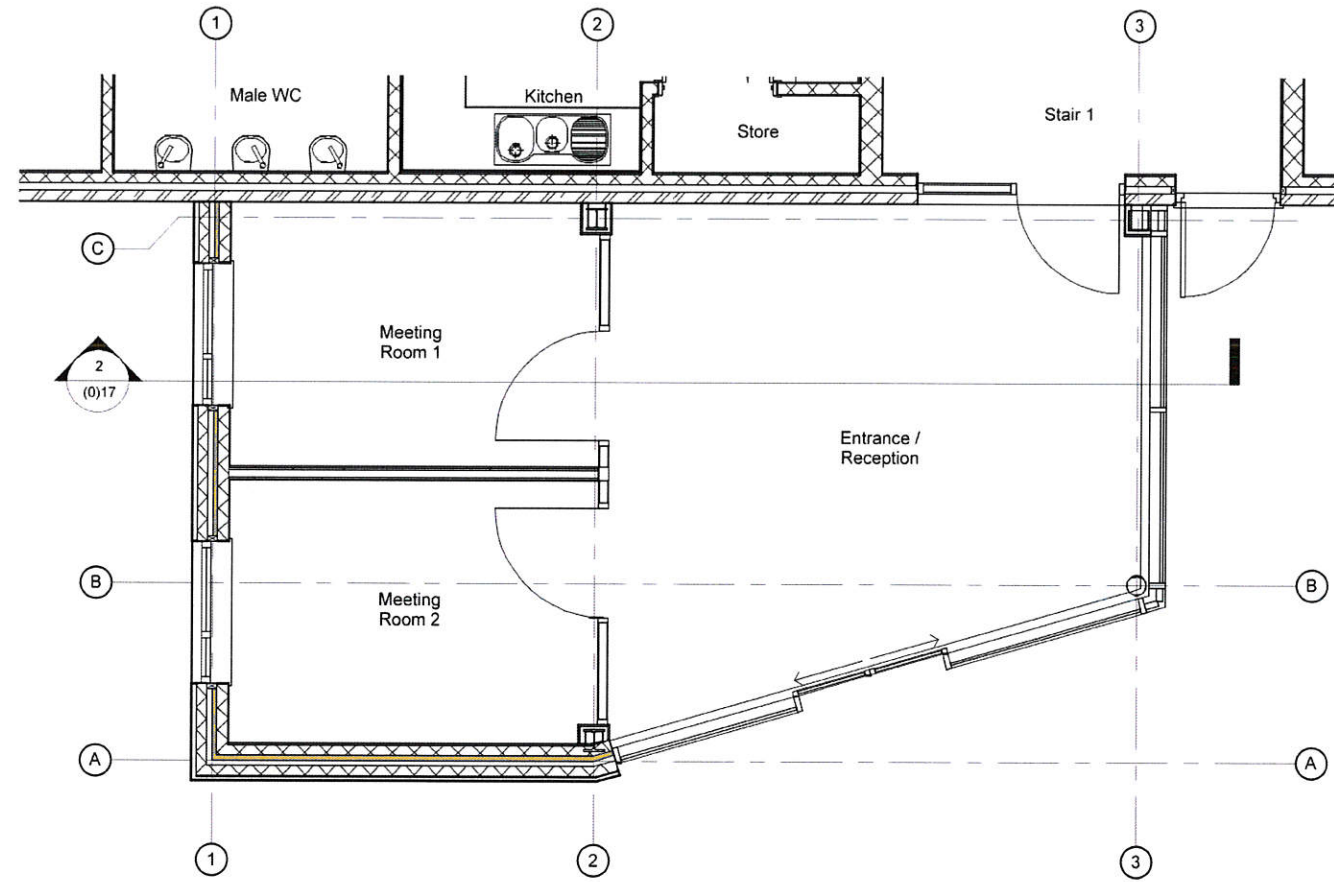 1
2
3
Male WC
Kitchen
Store
Stair 1
C
Meeting
Room 1
2
(0)17
Entrance /
Reception
B
B
Meeting
Room 2
A
A
1
2
3